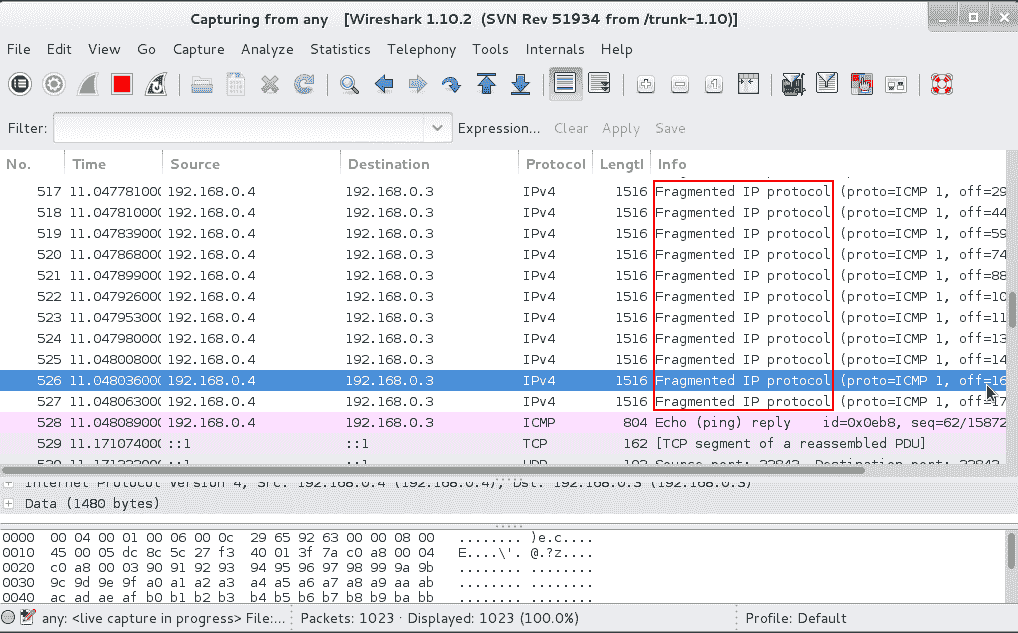 Capturing from any [Wireshark 1.10.2 (SVN Rev 51934 from /trunk-1.10)]
File Edit View Go Capture Analyze Statistics Telephony Tools Internals Help
Filter: Expression... Clear Apply Save
No. Time Source Destination Protocol Lengtl Info
517 11.04778100 192.168.0.4 192.168.0.3 IPv4 1516 Fragmented IP protocol (proto=ICMP 1, off=29
518 11.04781000 192.168.0.4 192.168.0.3 IPv4 1516 Fragmented IP protocol (proto=ICMP 1, off=44
519 11.04783900 192.168.0.4 192.168.0.3 IPv4 1516 Fragmented IP protocol (proto=ICMP 1, off=59
520 11.04786800 192.168.0.4 192.168.0.3 IPv4 1516 Fragmented IP protocol (proto=ICMP 1, off=74
521 11.04789900 192.168.0.4 192.168.0.3 IPv4 1516 Fragmented IP protocol (proto=ICMP 1, off=88
522 11.04792600 192.168.0.4 192.168.0.3 IPv4 1516 Fragmented IP protocol (proto=ICMP 1, off=10
523 11.04795300 192.168.0.4 192.168.0.3 IPv4 1516 Fragmented IP protocol (proto=ICMP 1, off=11
524 11.04798000 192.168.0.4 192.168.0.3 IPv4 1516 Fragmented IP protocol (proto=ICMP 1, off=13
525 11.04800800 192.168.0.4 192.168.0.3 IPv4 1516 Fragmented IP protocol (proto=ICMP 1, off=14
526 11.04803600 192.168.0.4 192.168.0.3 IPv4 1516 Fragmented IP protocol (proto=ICMP 1, off=16
527 11.04806300 192.168.0.4 192.168.0.3 IPv4 1516 Fragmented IP protocol (proto=ICMP 1, off=17
528 11.04808900 192.168.0.4 192.168.0.3 ICMP 804 Echo (ping) reply id=0x0eb8, seq=62/15872
529 11.17107400 ::1 ::1 TCP 162 [TCP segment of a reassembled PDU]
Internet Protocol Version 4, Src: 192.168.0.4 (192.168.0.4), Dst: 192.168.0.3 (192.168.0.3)
Data (1480 bytes)
0000 00 04 00 01 00 06 00 0c 29 65 92 63 00 00 08 00 ........ )e.c....
0010 45 00 05 dc 8c 5c 27 f3 40 01 3f 7a c0 a8 00 04 E....\'. @.?z....
0020 c0 a8 00 03 90 91 92 93 94 95 96 97 98 99 9a 9b ........ ........
0030 9c 9d 9e 9f a0 a1 a2 a3 a4 a5 a6 a7 a8 a9 aa ab ........ ........
0040 ac ad ae af b0 b1 b2 b3 b4 b5 b6 b7 b8 b9 ba bb ........ ........
any: <live capture in progress> File:... Packets: 1023 · Displayed: 1023 (100.0%) Profile: Default